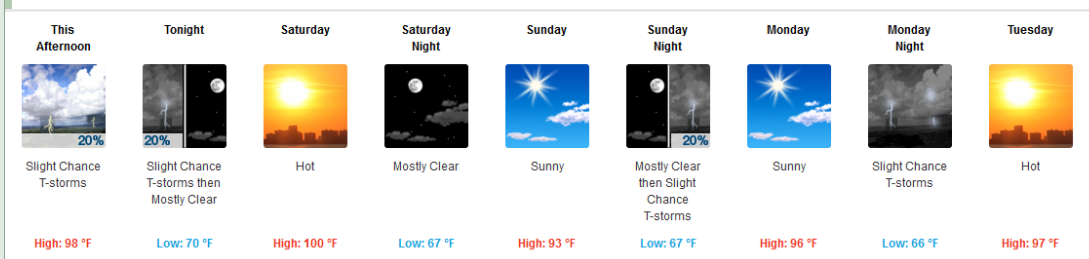 This
Afternoon
Tonight
Saturday
Saturday
Night
Sunday
Sunday
Night
Monday
Monday
Night
Tuesday
20%
20%
20%
Slight Chance
T-storms
Slight Chance
T-storms then
Mostly Clear
Hot
Mostly Clear
Sunny
Mostly Clear
then Slight
Chance
T-storms
Sunny
Slight Chance
T-storms
Hot
High: 98 °F
Low: 70 °F
High: 100 °F
Low: 67 °F
High: 93 °F
Low: 67 °F
High: 96 °F
Low: 66 °F
High: 97 °F